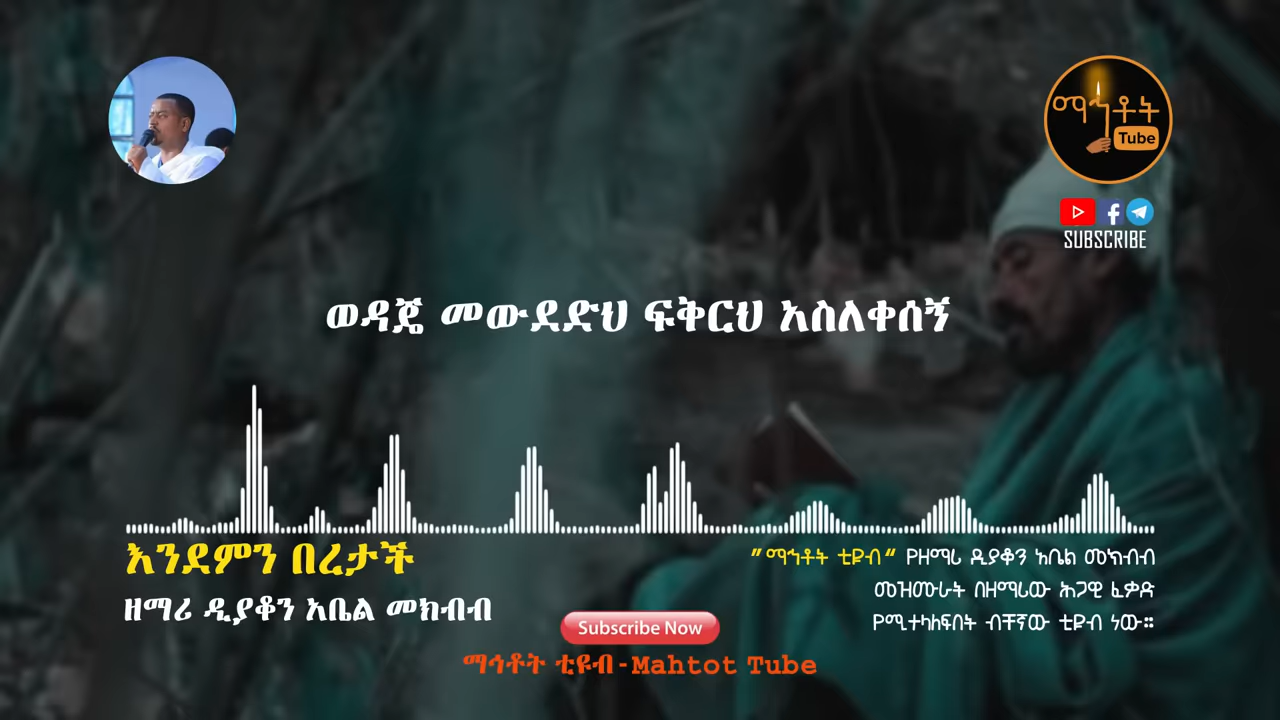 ማኅቶት
Tube
SUBSCRIBE
ወዳጄ መውደድህ ፍቅርህ አስለቀሰኝ
እንደምን በረታች
ዘማሪ ዲያቆን አቤል መክብብ
"ማኅቶት ቲዩብ" የዘማሪ ዲያቆን አቤል መክብብ
መዝሙራት በዘማሪው ሕጋዊ ፈቃድ
የሚተላለፍበት ብቸኛው ቲዩብ ነው።
Subscribe Now
ማኅቶት ቲዩብ-Mahtot Tube